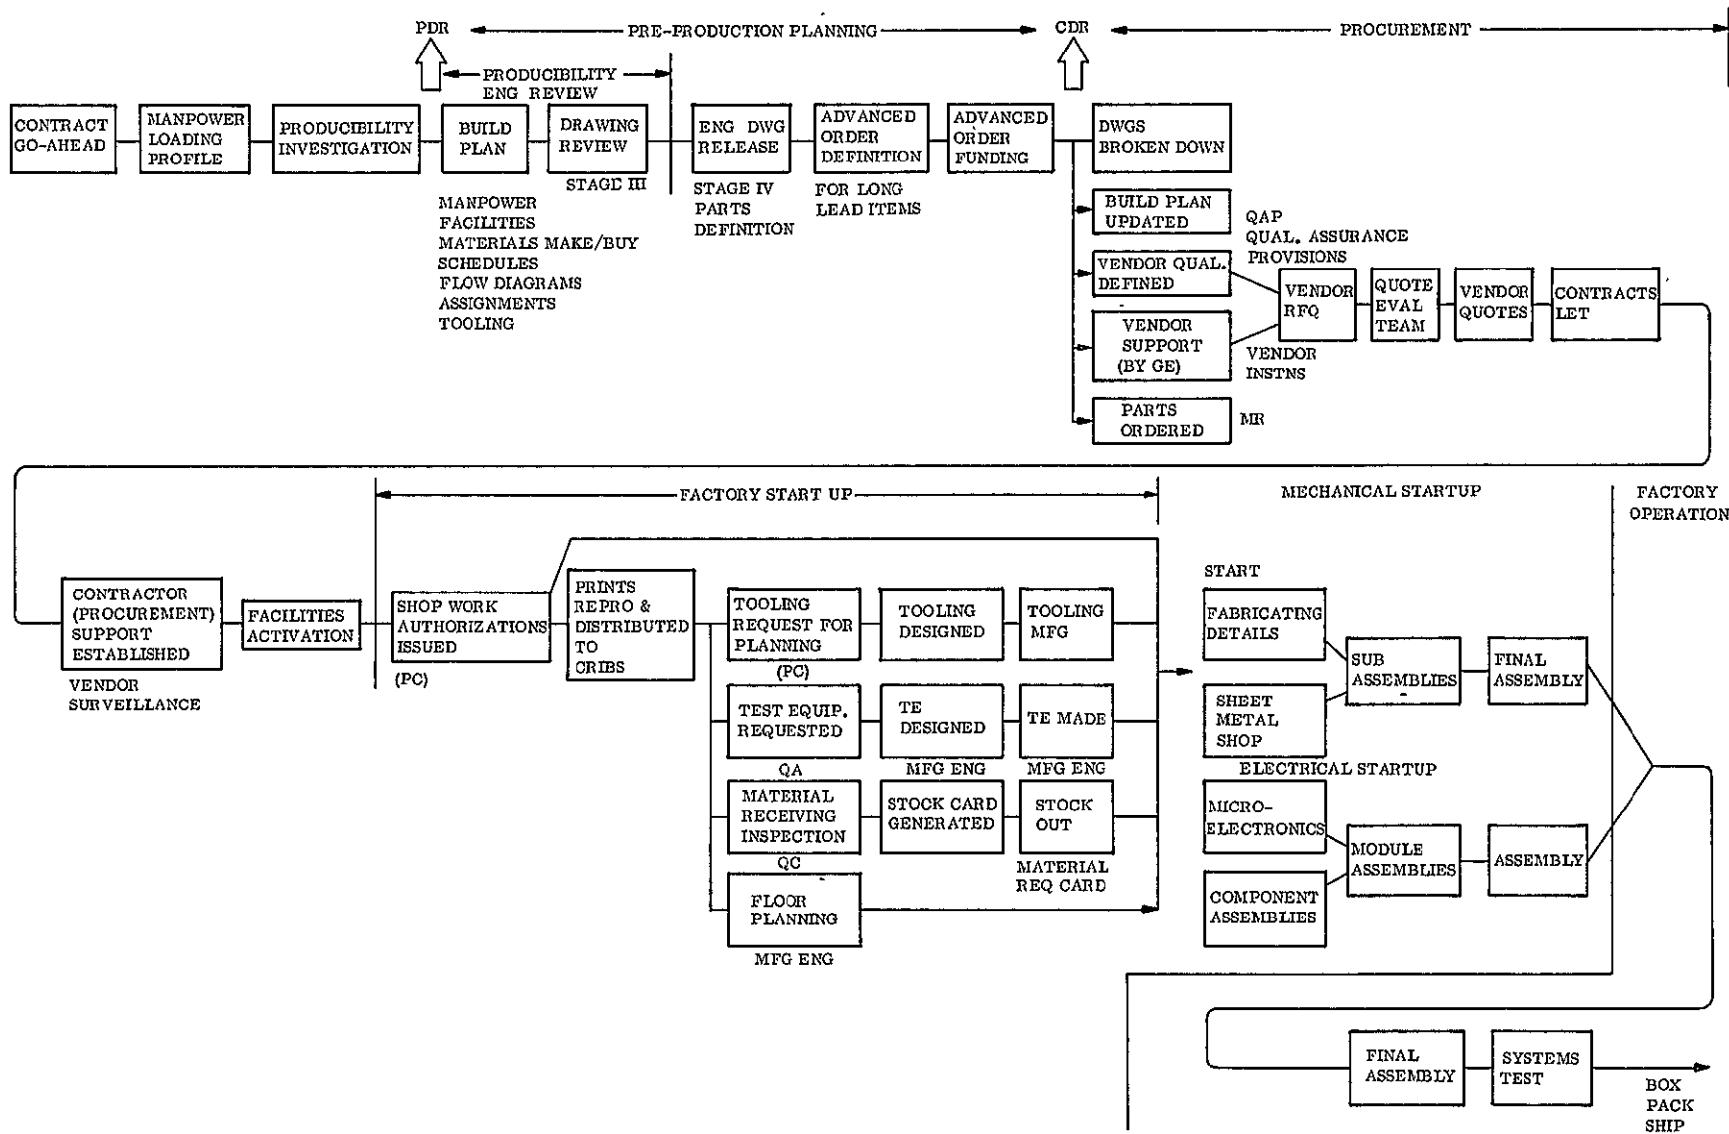 PDR
PRE-PRODUCTION PLANNING
CDR
PROCUREMENT
PRODUCIBILITY
ENG REVIEW
CONTRACT
GO-AHEAD
MANPOWER
LOADING
PROFILE
PRODUCIBILITY
INVESTIGATION
BUILD
PLAN
DRAWING
REVIEW
ENG DWG
RELEASE
ADVANCED
ORDER
DEFINITION
ADVANCED
ORDER
FUNDING
DWGS
BROKEN DOWN
STAGE III
MANPOWER
FACILITIES
MATERIALS MAKE/BUY
SCHEDULES
FLOW DIAGRAMS
ASSIGNMENTS
TOOLING
STAGE IV
PARTS
DEFINITION
FOR LONG
LEAD ITEMS
BUILD PLAN
UPDATED
QAP
QUAL. ASSURANCE
PROVISIONS
VENDOR QUAL.
DEFINED
VENDOR
SUPPORT
(BY GE)
VENDOR
RFQ
QUOTE
EVAL
TEAM
VENDOR
QUOTES
CONTRACTS
LET
VENDOR
INSTNS
PARTS
ORDERED
MR
FACTORY START UP
MECHANICAL STARTUP
FACTORY
OPERATION
CONTRACTOR
(PROCUREMENT)
SUPPORT
ESTABLISHED
VENDOR
SURVEILLANCE
FACILITIES
ACTIVATION
SHOP WORK
AUTHORIZATIONS
ISSUED
(PC)
PRINTS
REPRO &
DISTRIBUTED
TO
CRIBS
TOOLING
REQUEST FOR
PLANNING
(PC)
TOOLING
DESIGNED
TOOLING
MFG
TEST EQUIP.
REQUESTED
QA
TE
DESIGNED
MFG ENG
TE MADE
MFG ENG
MATERIAL
RECEIVING
INSPECTION
QC
STOCK CARD
GENERATED
STOCK
OUT
MATERIAL
REQ CARD
FLOOR
PLANNING
MFG ENG
START
FABRICATING
DETAILS
SHEET
METAL
SHOP
SUB
ASSEMBLIES
FINAL
ASSEMBLY
ELECTRICAL STARTUP
MICRO-
ELECTRONICS
COMPONENT
ASSEMBLIES
MODULE
ASSEMBLIES
ASSEMBLY
FINAL
ASSEMBLY
SYSTEMS
TEST
BOX
PACK
SHIP